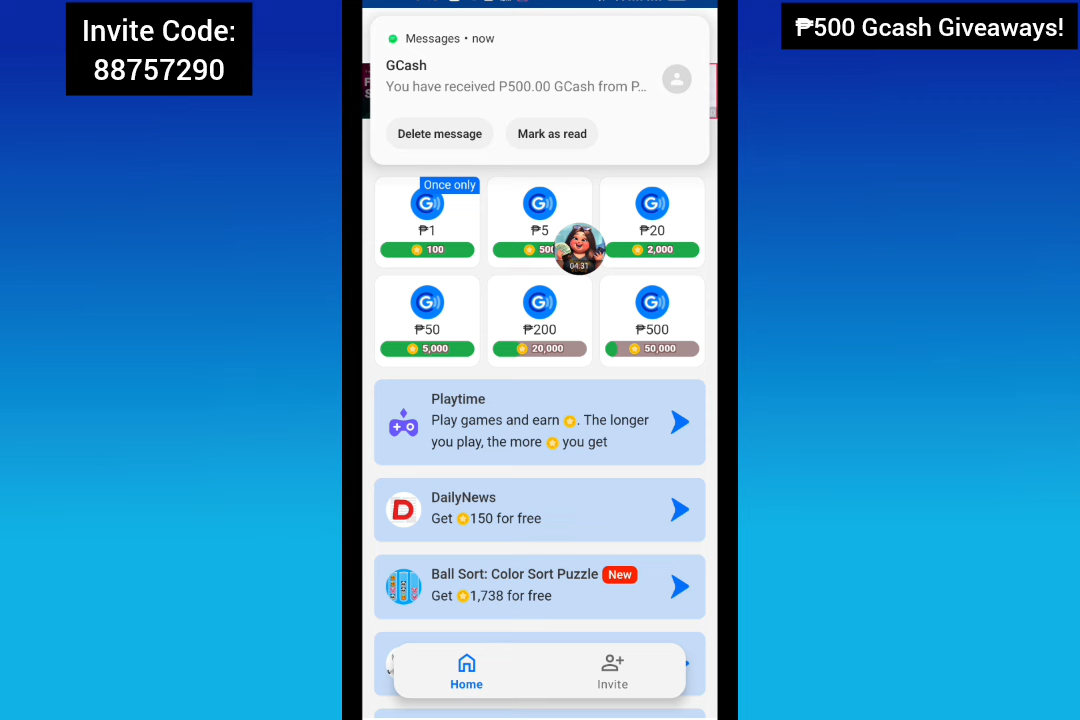 Invite Code:
88757290
₱500 Gcash Giveaways!
Messages • now
GCash
You have received P500.00 GCash from P...
Delete message
Mark as read
Once only
₱1
100
₱5
500
₱20
2,000
04:31
₱50
5,000
₱200
20,000
₱500
50,000
Playtime
Play games and earn . The longer
you play, the more you get
DailyNews
Get 150 for free
Ball Sort: Color Sort Puzzle New
Get 1,738 for free
Home
Invite